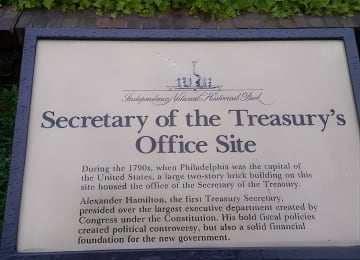 Independence National Historical Park
Secretary of the Treasury's
Office Site
During the 1790s, when Philadelphia was the capital of
the United States, a large two-story brick building on this
site housed the office of the Secretary of the Treasury.
Alexander Hamilton, the first Treasury Secretary,
presided over the largest executive department created by
Congress under the Constitution. His bold fiscal policies
created political controversy, but also a solid financial
foundation for the new government.